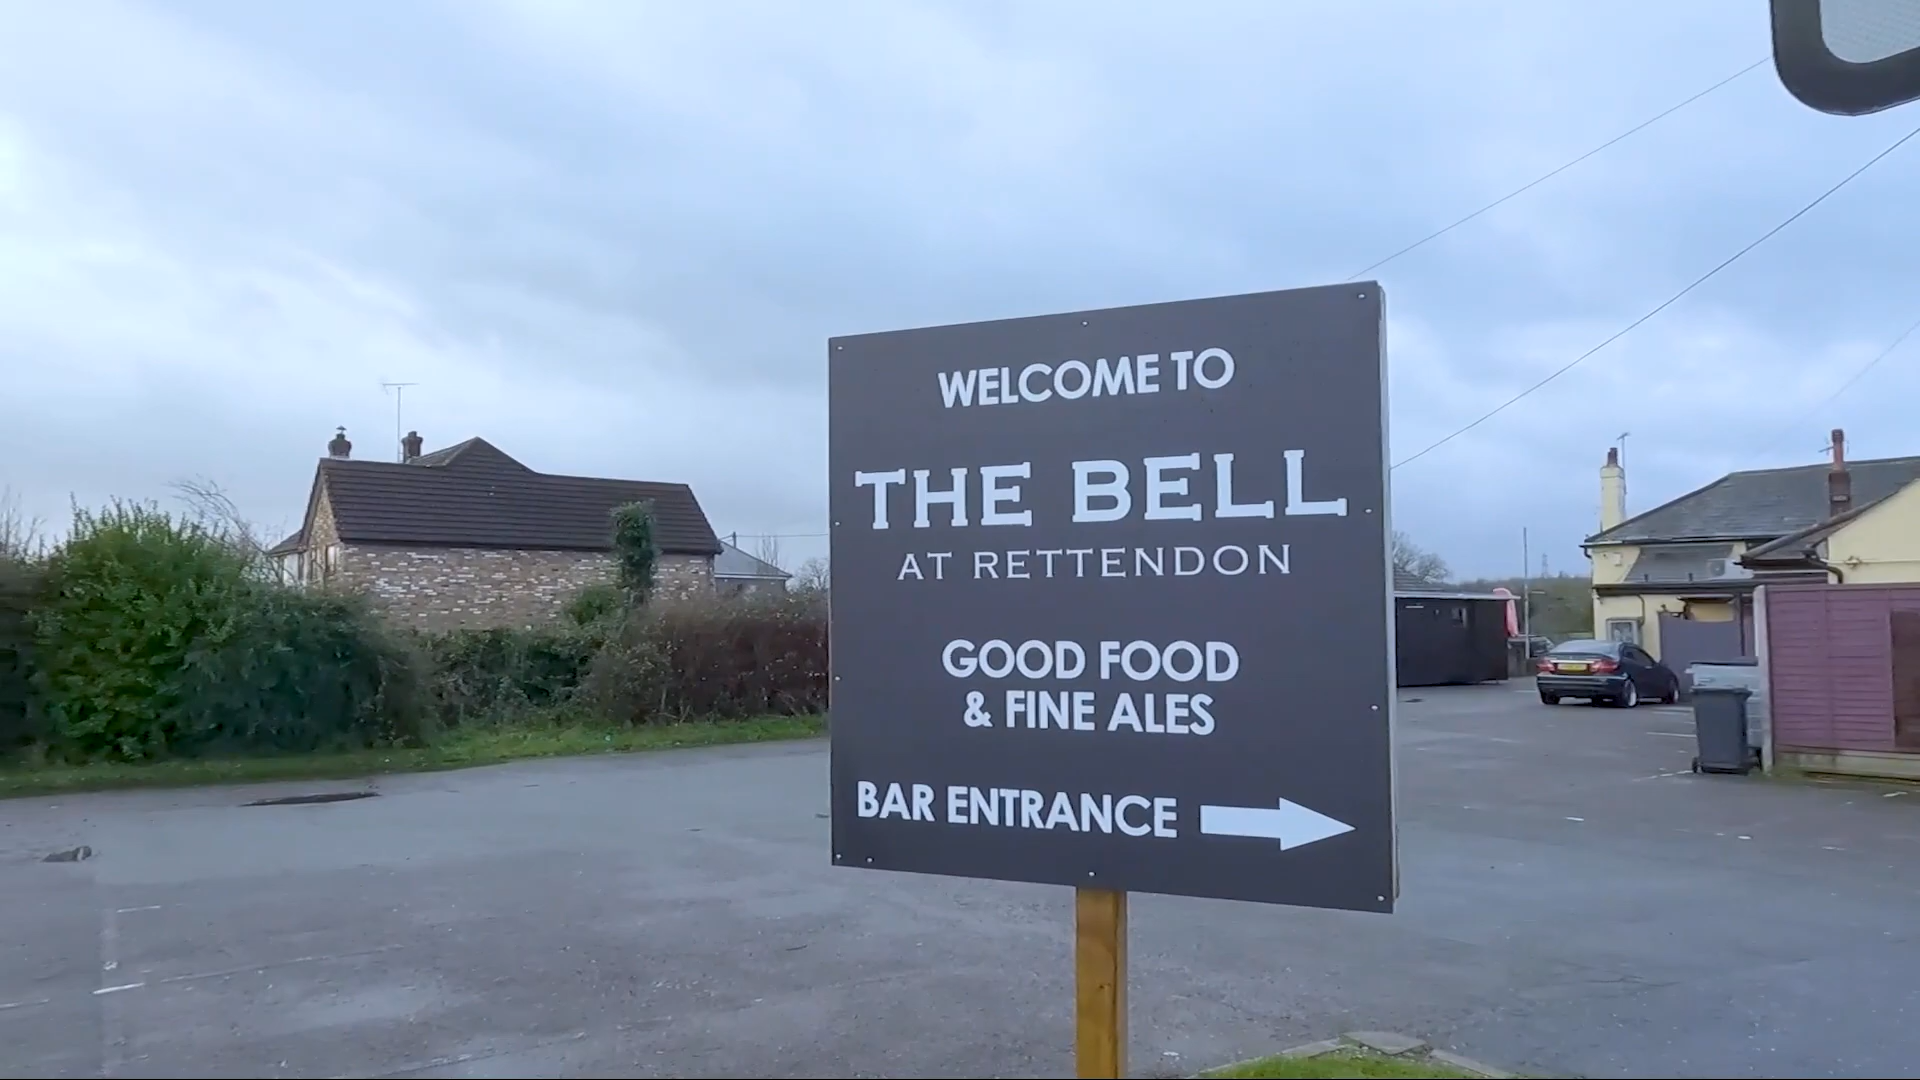 WELCOME TO
THE BELL
AT RETTENDON
GOOD FOOD
& FINE ALES
BAR ENTRANCE